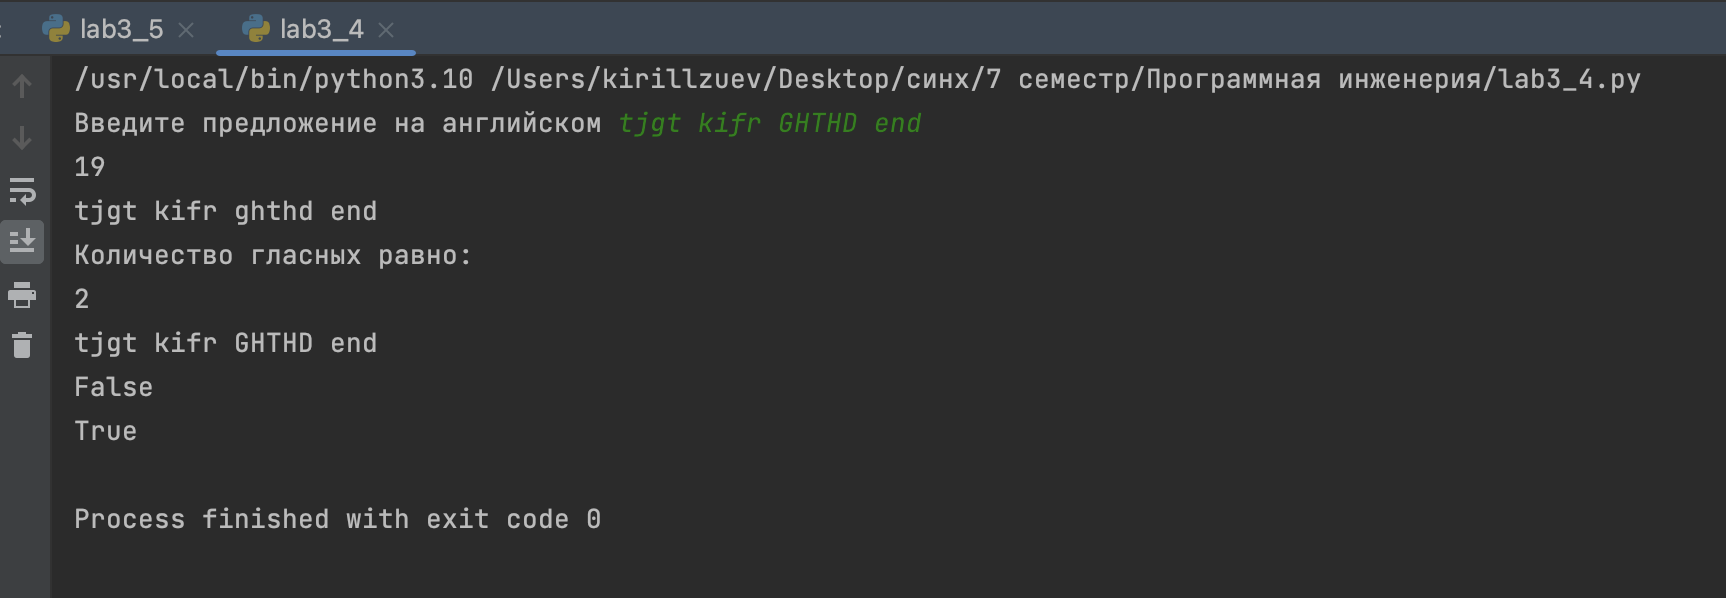 lab3_5 lab3_4
/usr/local/bin/python3.10 /Users/kirillzuev/Desktop/синх/7 семестр/Программная инженерия/lab3_4.py
Введите предложение на английском tjgt kifr GHTHD end
19
tjgt kifr ghthd end
Количество гласных равно:
2
tjgt kifr GHTHD end
False
True
Process finished with exit code 0